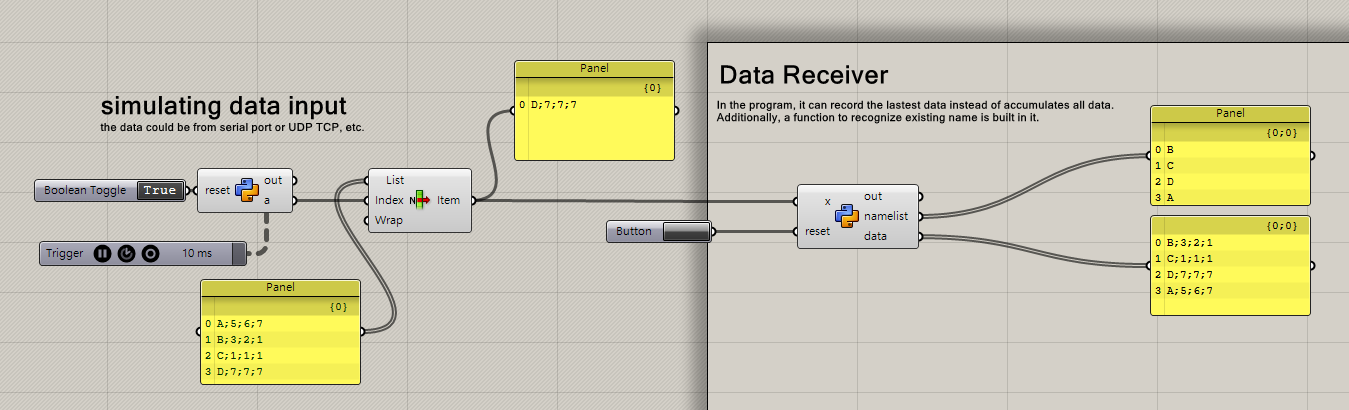 simulating data input
the data could be from serial port or UDP TCP, etc.
Boolean Toggle True
reset
out
a
Trigger 10 ms
List
Index N Item
Wrap
Panel
{0}
0 D;7;7;7
Panel
{0}
0 A;5;6;7
1 B;3;2;1
2 C;1;1;1
3 D;7;7;7
Data Receiver
In the program, it can record the lastest data instead of accumulates all data.
Additionally, a function to recognize existing name is built in it.
Button
x
reset
out
namelist
data
Panel
{0;0}
0 B
1 C
2 D
3 A
{0;0}
0 B;3;2;1
1 C;1;1;1
2 D;7;7;7
3 A;5;6;7